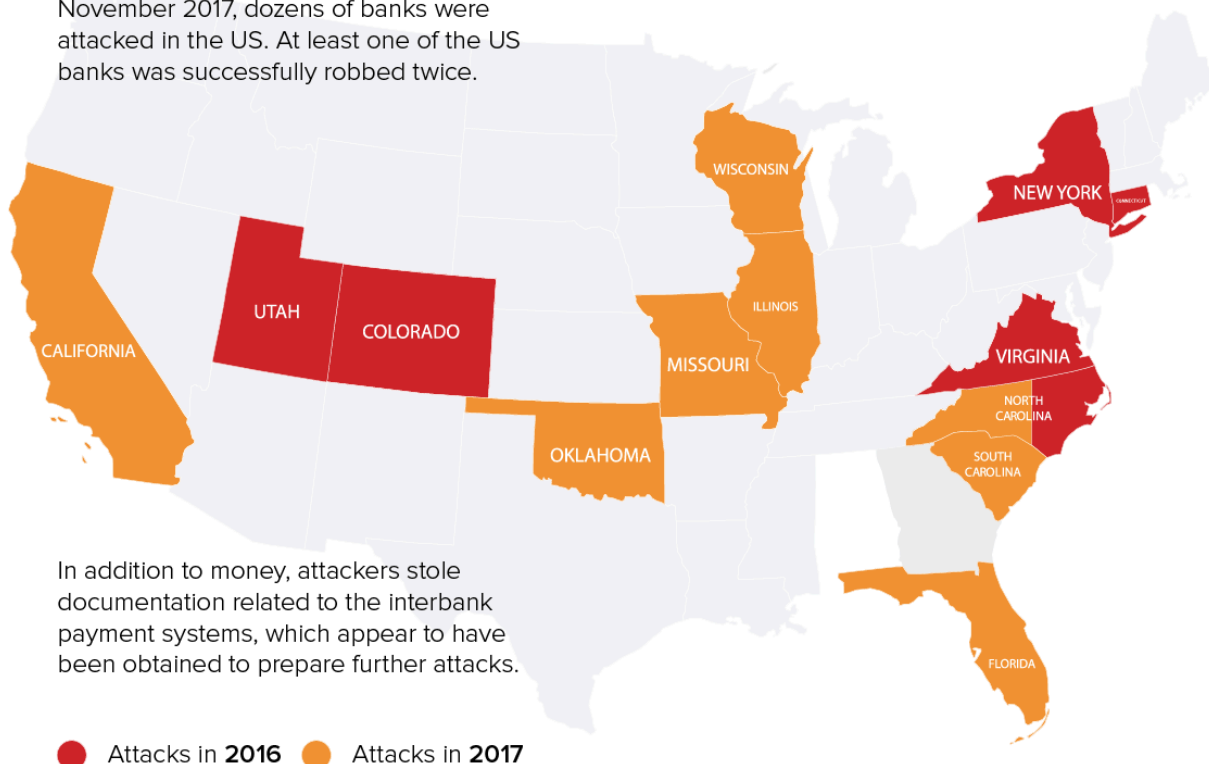 November 2017, dozens of banks were
attacked in the US. At least one of the US
banks was successfully robbed twice.
WISCONSIN
NEW YORK
CONNECTICUT
ILLINOIS
UTAH
COLORADO
CALIFORNIA
MISSOURI
VIRGINIA
NORTH
CAROLINA
OKLAHOMA
SOUTH
CAROLINA
In addition to money, attackers stole
documentation related to the interbank
payment systems, which appear to have
been obtained to prepare further attacks.
FLORIDA
Attacks in 2016 Attacks in 2017